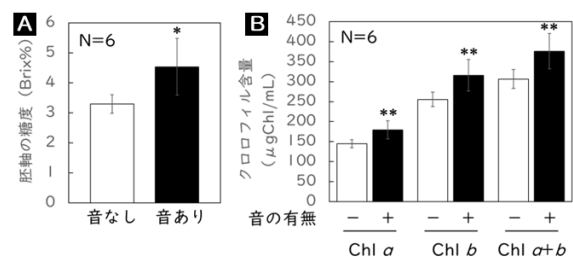 A
N=6
*
胚軸の糖度 (Brix%)
6
5
4
3
2
1
0
音なし 音あり
B
N=6
** ** **
クロロフィル含量
(μgChl/mL)
450
400
350
300
250
200
150
100
50
0
音の有無 − + − + − +
Chl a Chl b Chl a+b